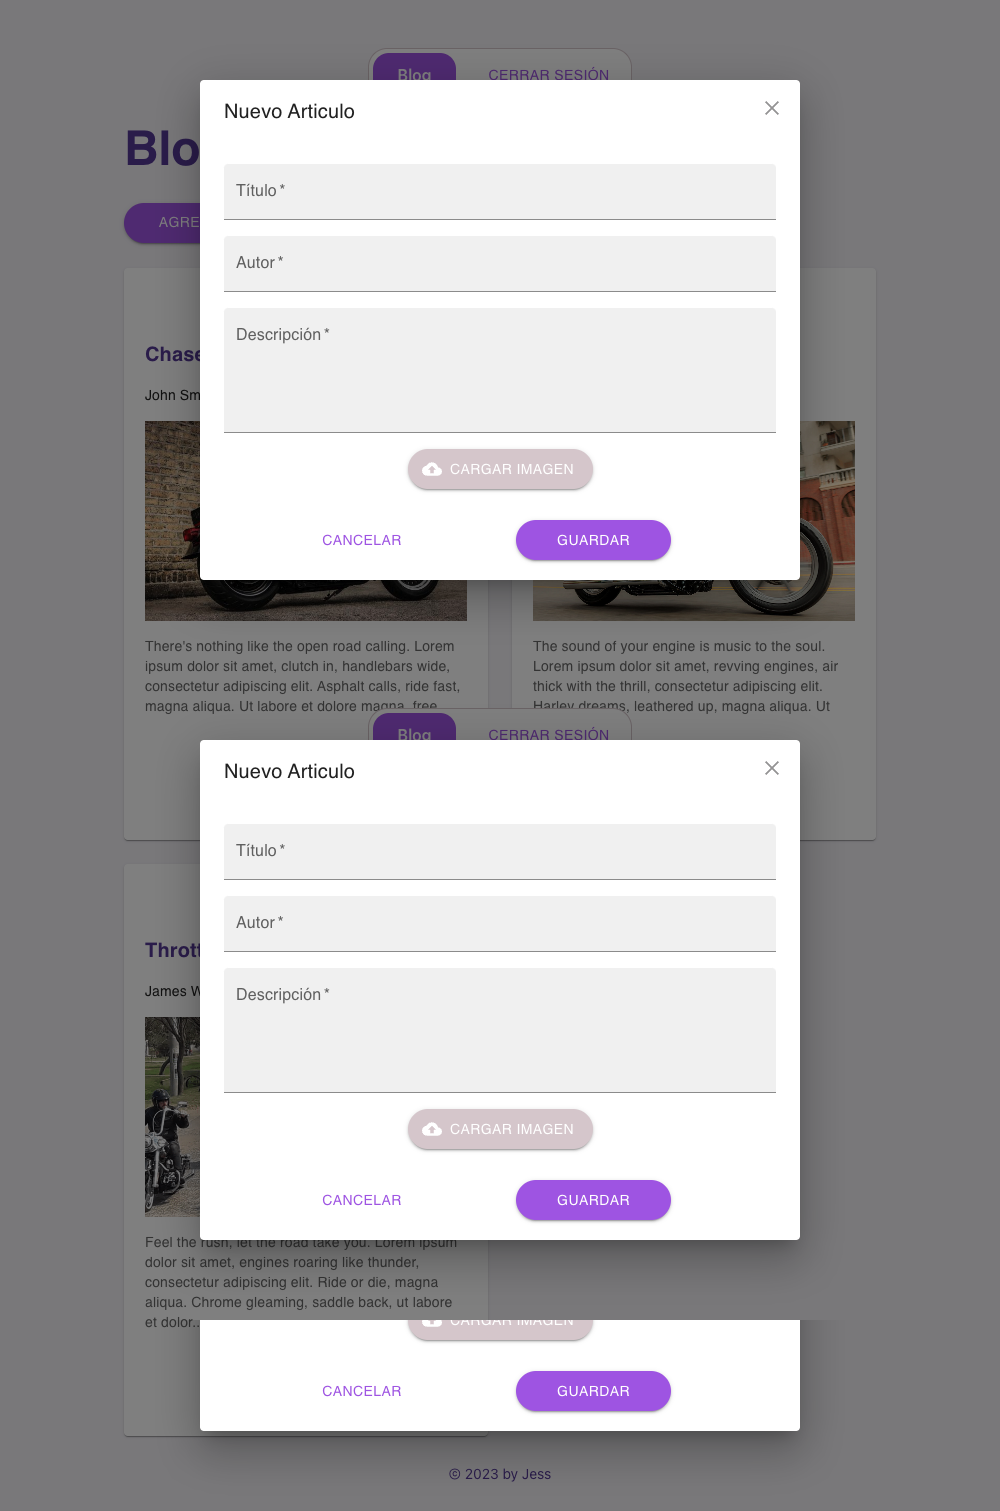 Blog CERRAR SESIÓN
Nuevo Articulo
Blo
Título *
AGRE
Autor *
Descripción *
Chase
John Sm
CARGAR IMAGEN
CANCELAR GUARDAR
There's nothing like the open road calling. Lorem
ipsum dolor sit amet, clutch in, handlebars wide,
consectetur adipiscing elit. Asphalt calls, ride fast,
magna aliqua. Ut labore et dolore magna, free
The sound of your engine is music to the soul.
Lorem ipsum dolor sit amet, revving engines, air
thick with the thrill, consectetur adipiscing elit.
Harley dreams, leathered up, magna aliqua. Ut
Blog CERRAR SESIÓN
Nuevo Articulo
Título *
Autor *
Descripción *
Thrott
James W
CARGAR IMAGEN
CANCELAR GUARDAR
Feel the rush, let the road take you. Lorem ipsum
dolor sit amet, engines roaring like thunder,
consectetur adipiscing elit. Ride or die, magna
aliqua. Chrome gleaming, saddle back, ut labore
et dolor...
CARGAR IMAGEN
CANCELAR GUARDAR
© 2023 by Jess